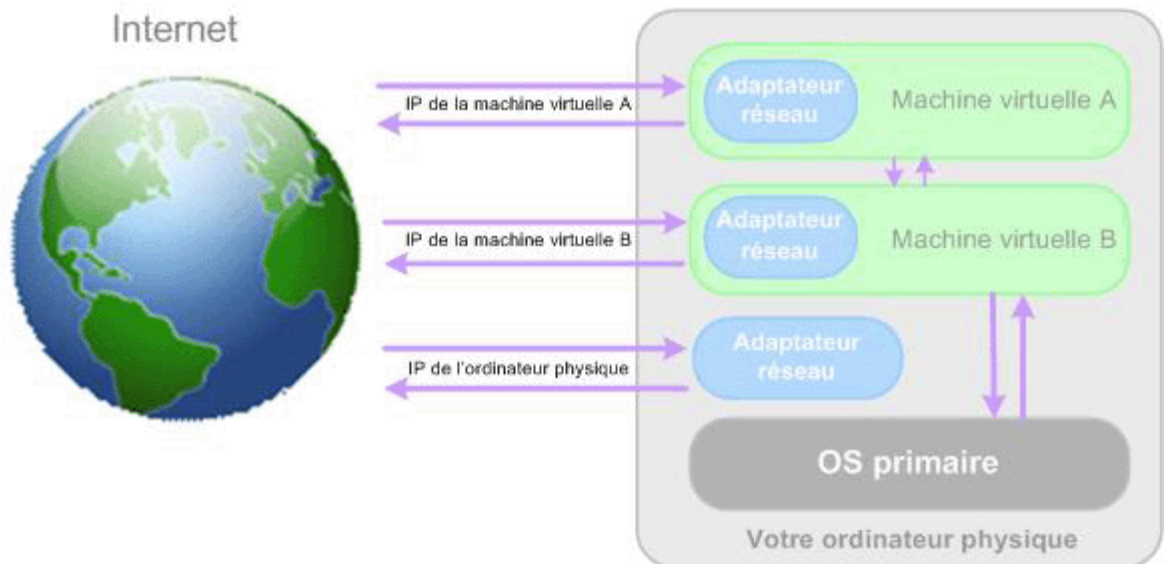 Internet
Adaptateur
réseau
Machine virtuelle A
IP de la machine virtuelle A
Adaptateur
réseau
Machine virtuelle B
IP de la machine virtuelle B
Adaptateur
réseau
IP de l'ordinateur physique
OS primaire
Votre ordinateur physique